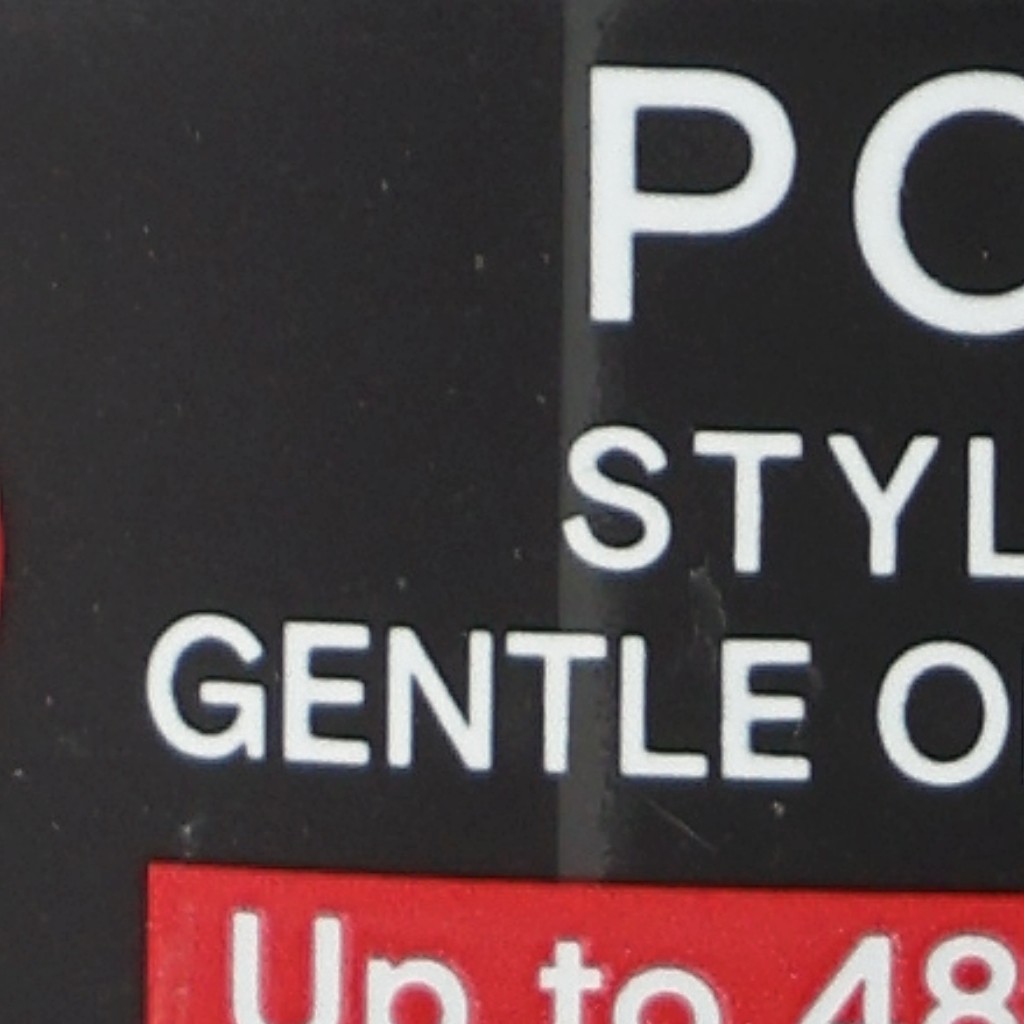 PO
STYL
GENTLE O
Up to 48